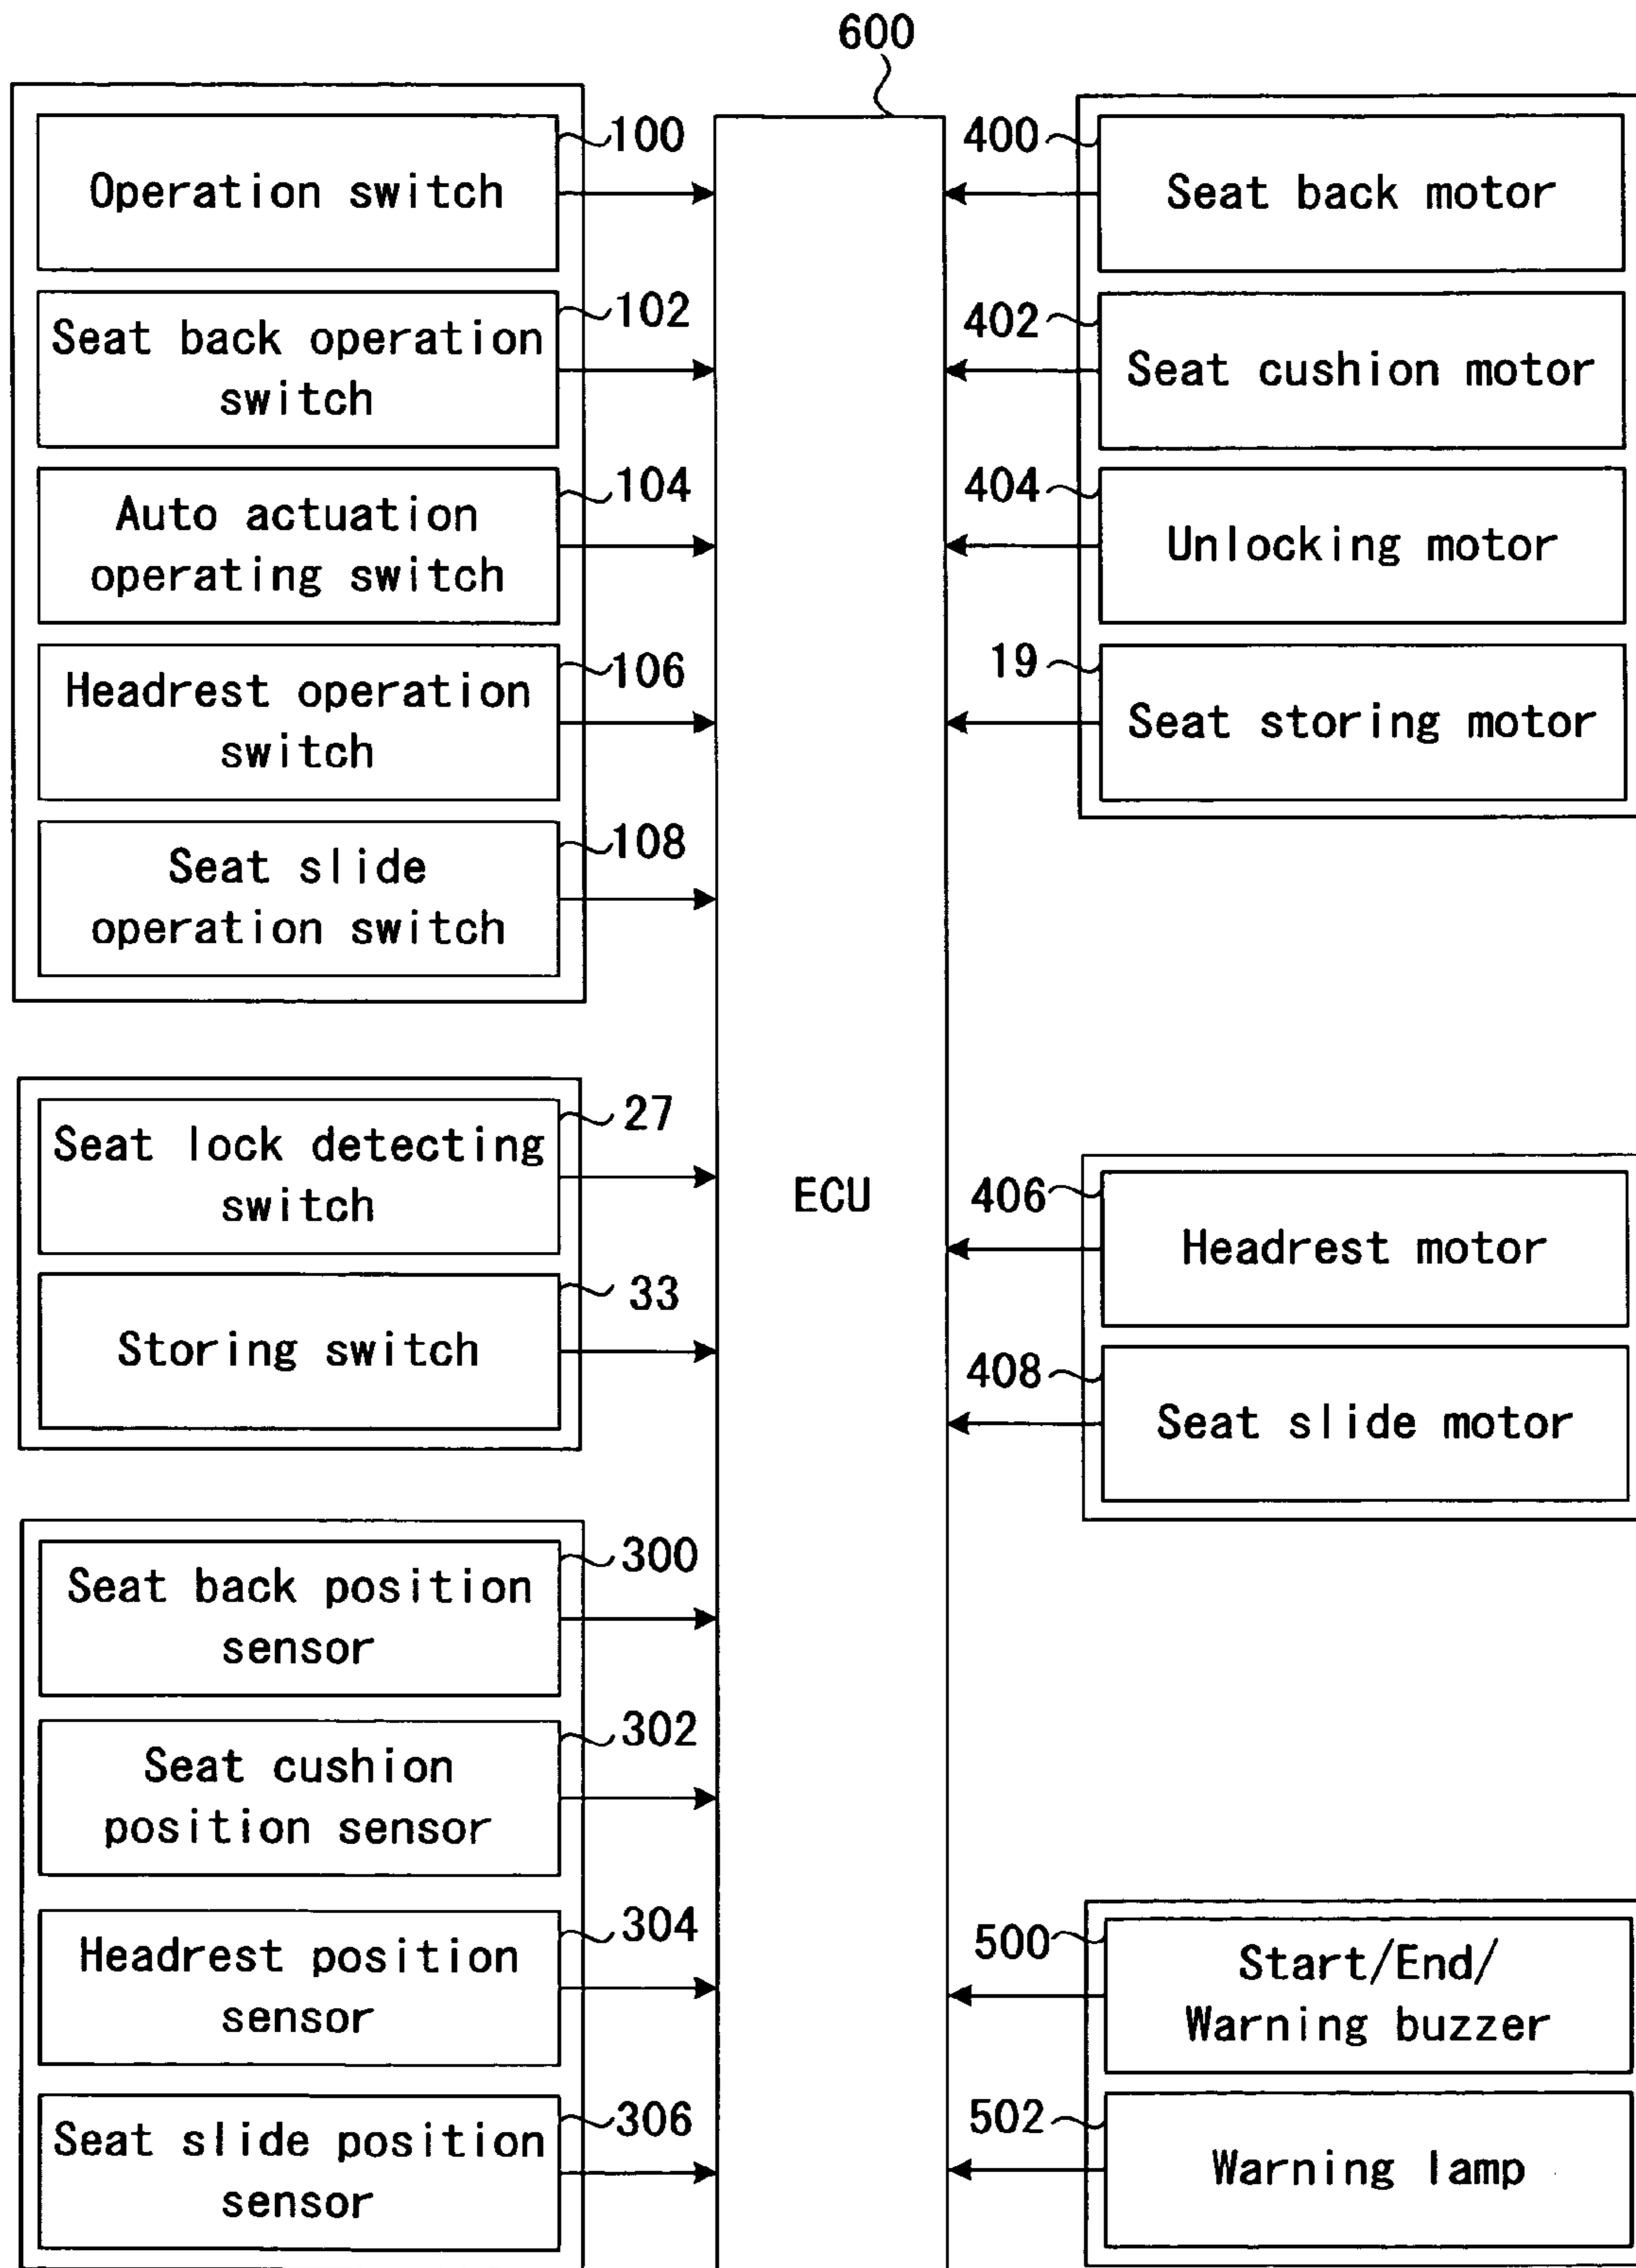 600
100
Operation switch
102
Seat back operation
switch
104
Auto actuation
operating switch
106
Headrest operation
switch
108
Seat slide
operation switch
27
Seat lock detecting
switch
33
Storing switch
300
Seat back position
sensor
302
Seat cushion
position sensor
304
Headrest position
sensor
306
Seat slide position
sensor
ECU
400
Seat back motor
402
Seat cushion motor
404
Unlocking motor
19
Seat storing motor
406
Headrest motor
408
Seat slide motor
500
Start/End/
Warning buzzer
502
Warning lamp